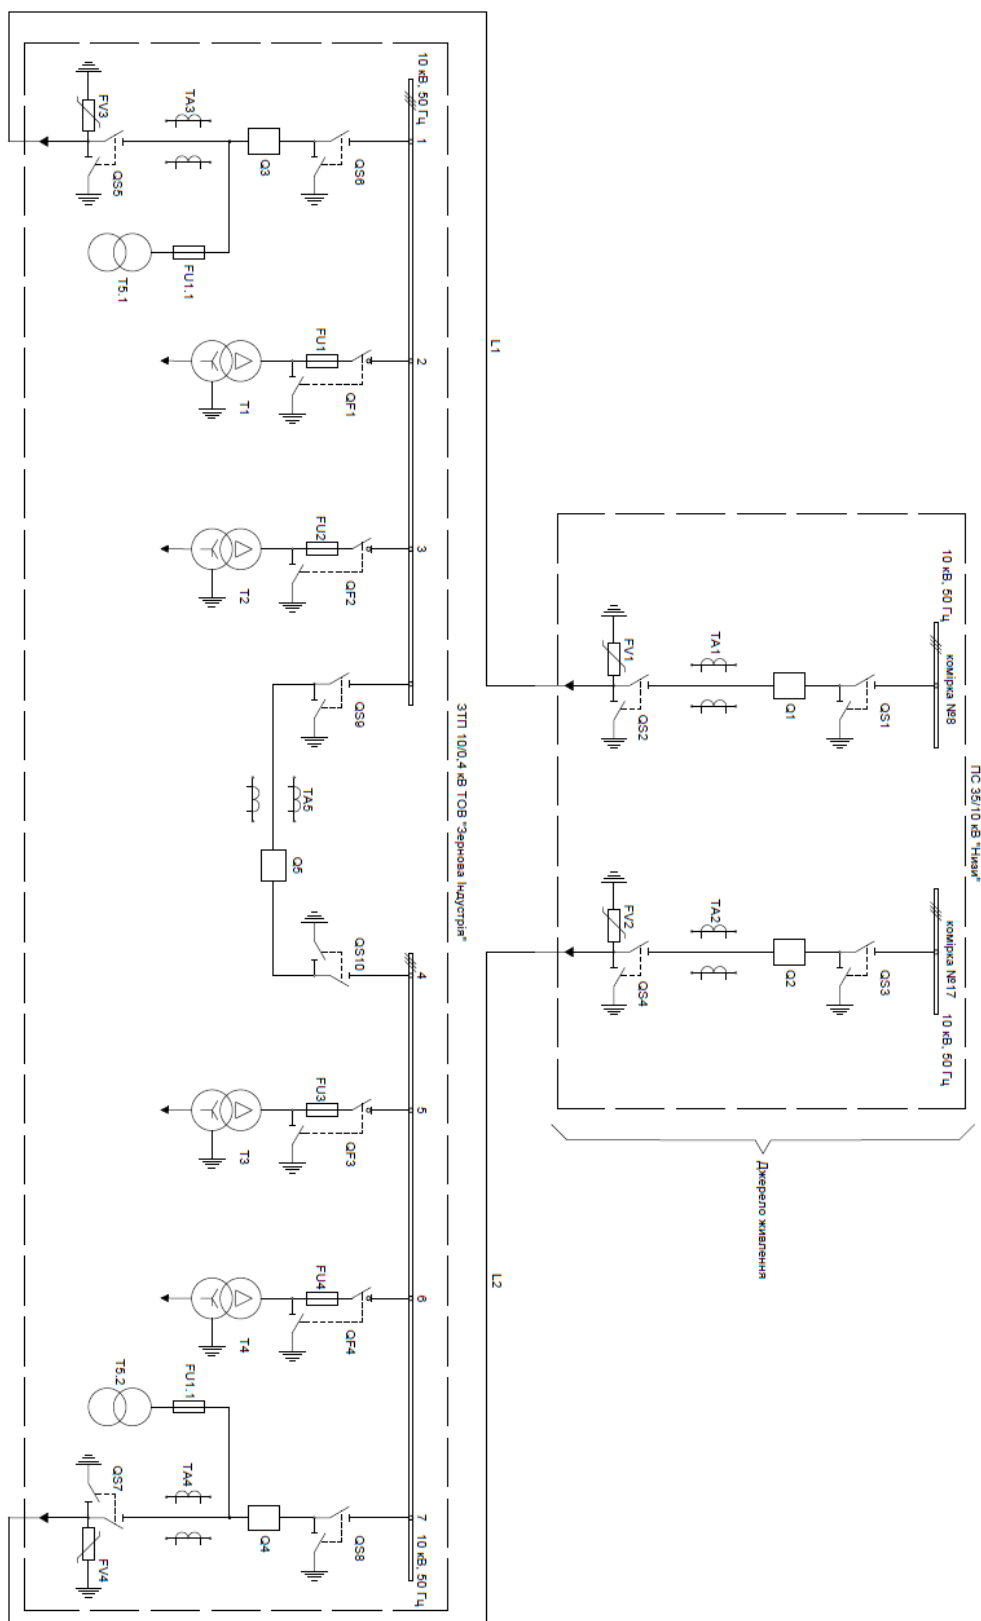 ПС 35/10 кВ "Низи"
10 кВ, 50 Гц
комірка №8
комірка №17
10 кВ, 50 Гц
QS1
QS3
Q1
Q2
TA1
TA2
FV1
QS2
FV2
QS4
Джерело живлення
L1
L2
ЗТП 10/0,4 кВ ТОВ "Зернова Індустрія"
10 кВ, 50 Гц
1
2
3
4
5
6
7
10 кВ, 50 Гц
QS6
FU1
QF1
FU2
QF2
QS9
QS10
FU3
QF3
FU4
QF4
QS8
Q3
TA5
Q5
Q4
T1
T2
T3
T4
TA3
FU1.1
FU1.1
TA4
FV3
QS5
T5.1
T5.2
QS7
FV4